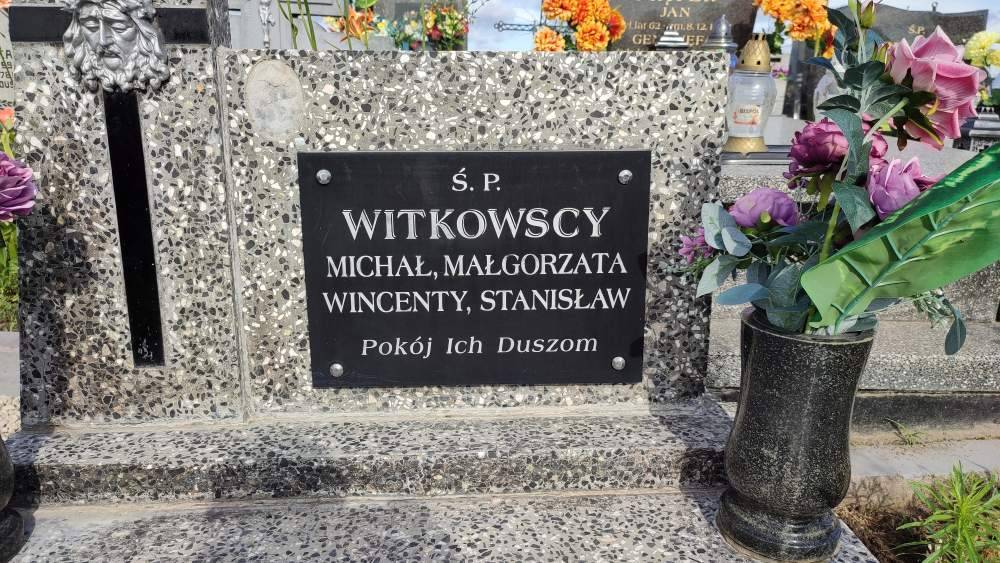 JAN
Ś. P.
WITKOWSCY
MICHAŁ, MAŁGORZATA
WINCENTY, STANISŁAW
Pokój Ich Duszom